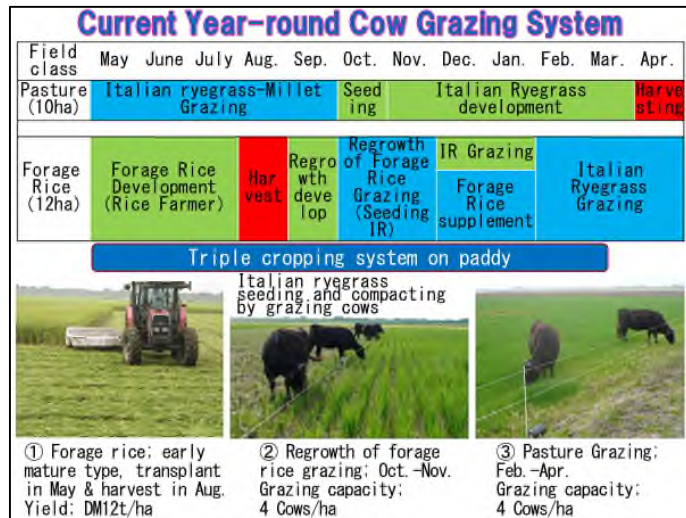 Current Year-round Cow Grazing System
Field class May June July Aug. Sep. Oct. Nov. Dec. Jan. Feb. Mar. Apr.
Pasture (10ha)
Italian ryegrass-Millet Grazing
Seed ing
Italian Ryegrass development
Harve sting
Forage Rice (12ha)
Forage Rice Development (Rice Farmer)
Har vest
Regro wth deve lop
Regrowth of Forage Rice Grazing (Seeding IR)
IR Grazing
Forage Rice supplement
Italian Ryegrass Grazing
Triple cropping system on paddy
Italian ryegrass
seeding and compacting
by grazing cows
① Forage rice; early
mature type, transplant
in May & harvest in Aug.
Yield; DM12t/ha
② Regrowth of forage
rice grazing; Oct.-Nov.
Grazing capacity;
4 Cows/ha
③ Pasture Grazing;
Feb.-Apr.
Grazing capacity;
4 Cows/ha